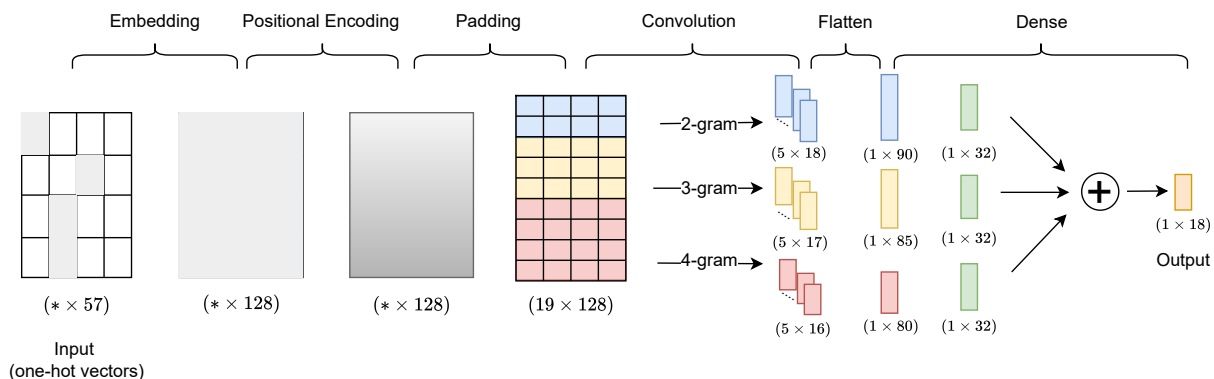 Embedding
Positional Encoding
Padding
Convolution
Flatten
Dense
2-gram
3-gram
4-gram
(5 × 18)
(1 × 90)
(1 × 32)
(5 × 17)
(1 × 85)
(1 × 32)
(5 × 16)
(1 × 80)
(1 × 32)
(1 × 18)
Output
(* × 57)
(* × 128)
(* × 128)
(19 × 128)
Input
(one-hot vectors)